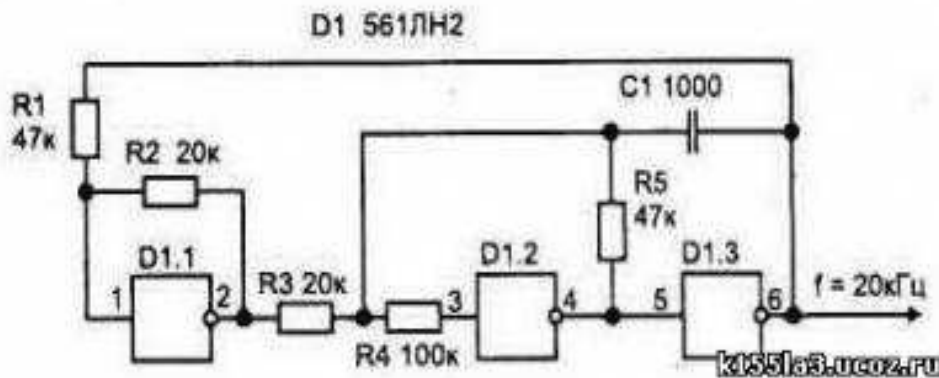 D1 561ЛН2
R1
47к
R2 20к
C1 1000
R5
47к
D1.1
D1.2
D1.3
1
2
R3 20к
3
4
5
6
f = 20кГц
R4 100к
k155la3.ucoz.ru